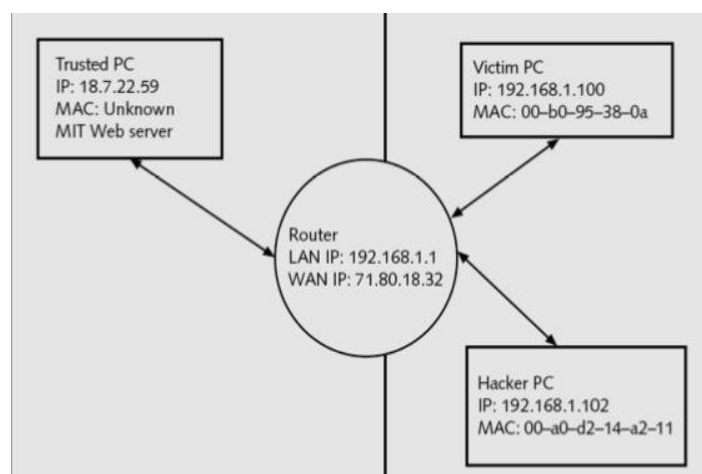 Trusted PC
IP: 18.7.22.59
MAC: Unknown
MIT Web server
Victim PC
IP: 192.168.1.100
MAC: 00–b0–95–38–0a
Router
LAN IP: 192.168.1.1
WAN IP: 71.80.18.32
Hacker PC
IP: 192.168.1.102
MAC: 00–a0–d2–14–a2–11